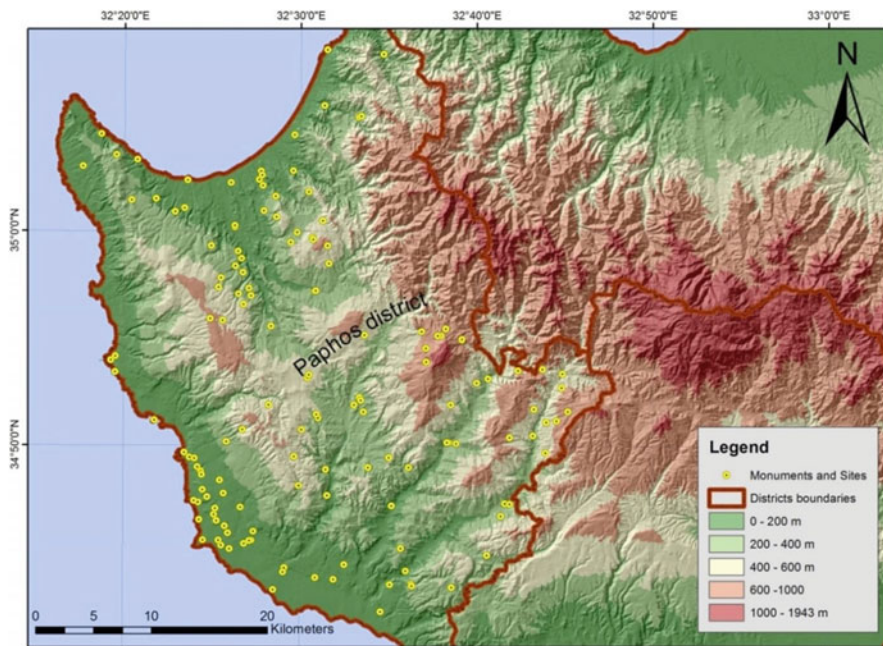 32°20'0"E 32°30'0"E 32°40'0"E 32°50'0"E 33°0'0"E
N
35°0'0"N
Paphos district
34°50'0"N
Legend
Monuments and Sites
Districts boundaries
0 - 200 m
200 - 400 m
400 - 600 m
600 -1000
1000 - 1943 m
0 5 10 20
Kilometers